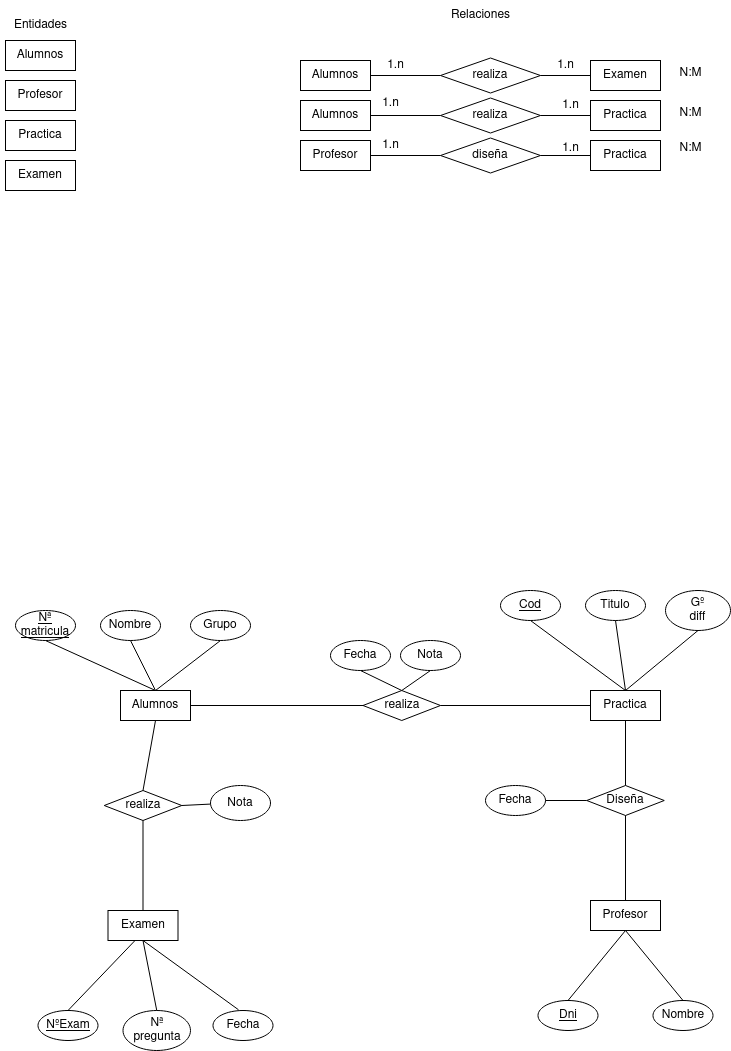 Relaciones
Entidades
Alumnos
Profesor
Practica
Examen
Alumnos 1.n realiza 1.n Examen N:M
Alumnos 1.n realiza 1.n Practica N:M
Profesor 1.n diseña 1.n Practica N:M
Nª
matricula
Nombre
Grupo
Fecha
Nota
Cod
Titulo
Gº
diff
Alumnos
realiza
Practica
realiza
Nota
Fecha
Diseña
Examen
Profesor
NºExam
Nª
pregunta
Fecha
Dni
Nombre